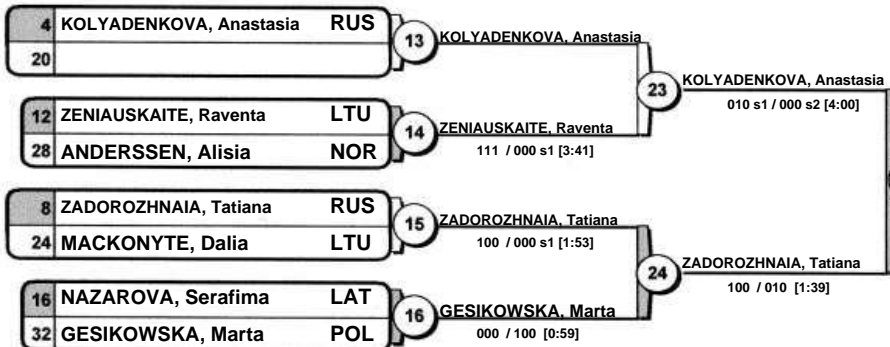 4 KOLYADENKOVA, Anastasia RUS
20
13
KOLYADENKOVA, Anastasia
12 ZENIAUSKAITE, Raventa LTU
28 ANDERSSEN, Alisia NOR
14
ZENIAUSKAITE, Raventa
111 / 000 s1 [3:41]
23
KOLYADENKOVA, Anastasia
010 s1 / 000 s2 [4:00]
8 ZADOROZHNAIA, Tatiana RUS
24 MACKONYTE, Dalia LTU
15
ZADOROZHNAIA, Tatiana
100 / 000 s1 [1:53]
16 NAZAROVA, Serafima LAT
32 GESIKOWSKA, Marta POL
16
GESIKOWSKA, Marta
000 / 100 [0:59]
24
ZADOROZHNAIA, Tatiana
100 / 010 [1:39]